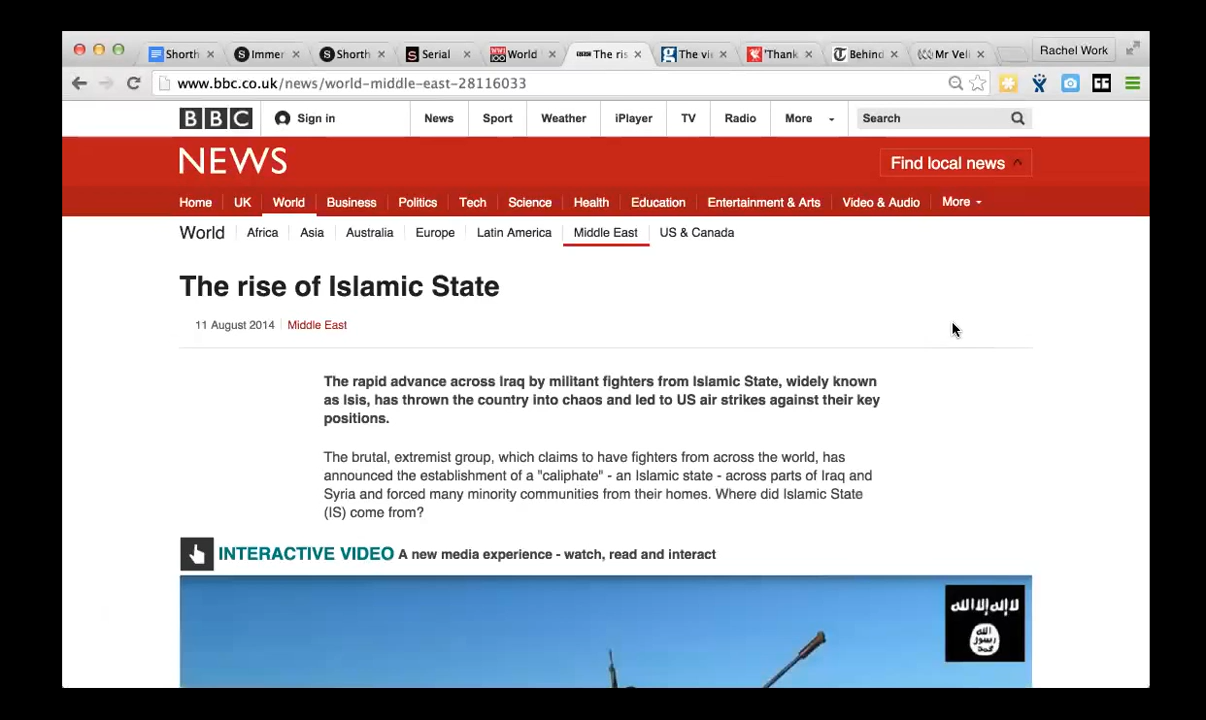 Shorth
Immer
Shorth
Serial
World
The ris
The vi
'Thank
Behind
Mr Veli
Rachel Work
www.bbc.co.uk/news/world-middle-east-28116033
BBC Sign in News Sport Weather iPlayer TV Radio More Search
NEWS Find local news
Home UK World Business Politics Tech Science Health Education Entertainment & Arts Video & Audio More
World Africa Asia Australia Europe Latin America Middle East US & Canada
The rise of Islamic State
11 August 2014 Middle East
The rapid advance across Iraq by militant fighters from Islamic State, widely known
as Isis, has thrown the country into chaos and led to US air strikes against their key
positions.
The brutal, extremist group, which claims to have fighters from across the world, has
announced the establishment of a "caliphate" - an Islamic state - across parts of Iraq and
Syria and forced many minority communities from their homes. Where did Islamic State
(IS) come from?
INTERACTIVE VIDEO A new media experience - watch, read and interact
لا إله إلا الله
الله
رسول
محمد